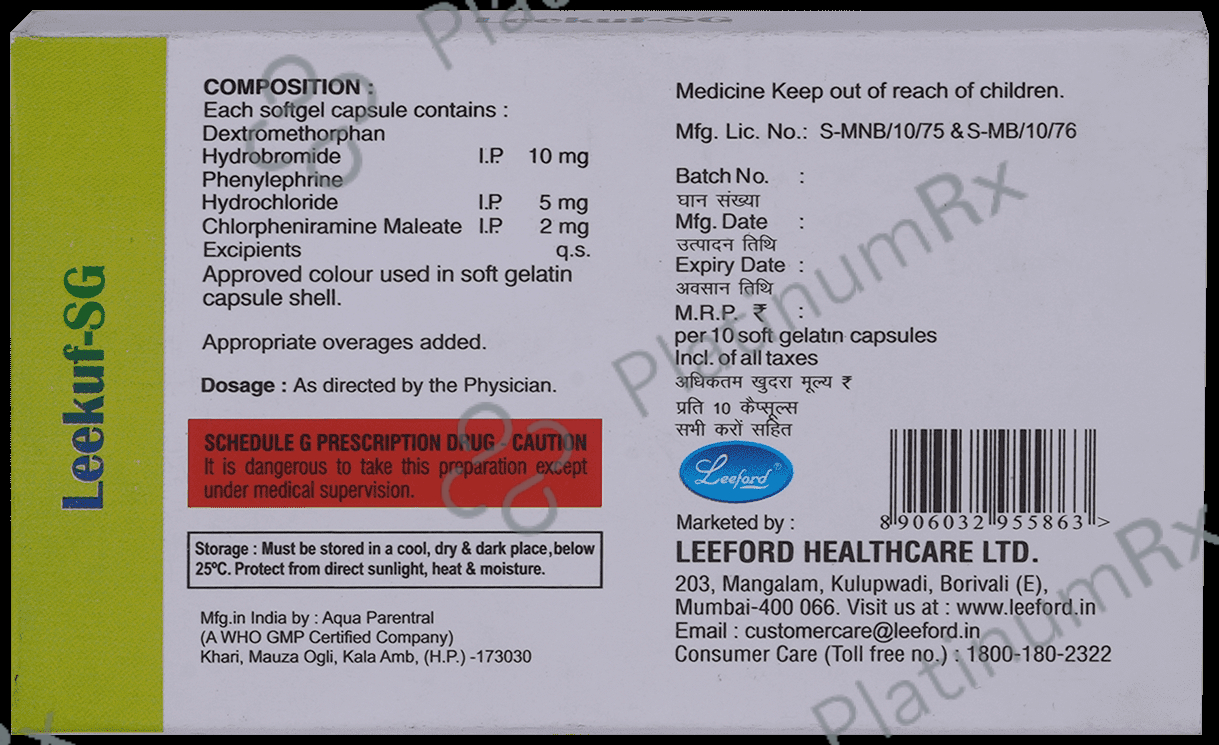 Leekuf-SG
Leekuf-SG
COMPOSITION :
Each softgel capsule contains :
Dextromethorphan
Hydrobromide I.P. 10 mg
Phenylephrine
Hydrochloride I.P. 5 mg
Chlorpheniramine Maleate I.P. 2 mg
Excipients q.s.
Approved colour used in soft gelatin
capsule shell.
Appropriate overages added.
Dosage : As directed by the Physician.
SCHEDULE G PRESCRIPTION DRUG - CAUTION
It is dangerous to take this preparation except
under medical supervision.
Storage : Must be stored in a cool, dry & dark place, below
25°C. Protect from direct sunlight, heat & moisture.
Mfg.in India by : Aqua Parentral
(A WHO GMP Certified Company)
Khari, Mauza Ogli, Kala Amb, (H.P.) -173030
Medicine Keep out of reach of children.
Mfg. Lic. No.: S-MNB/10/75 & S-MB/10/76
Batch No. :
घान संख्या
Mfg. Date :
उत्पादन तिथि
Expiry Date :
अवसान तिथि
M.R.P. ₹ :
per 10 soft gelatin capsules
Incl. of all taxes
अधिकतम खुदरा मूल्य ₹
प्रति 10 कैप्सूल्स
सभी करों सहित
Leeford®
8 906032 955863 >
Marketed by :
LEEFORD HEALTHCARE LTD.
203, Mangalam, Kulupwadi, Borivali (E),
Mumbai-400 066. Visit us at : www.leeford.in
Email : customercare@leeford.in
Consumer Care (Toll free no.) : 1800-180-2322
PlatinumRx
PlatinumRx